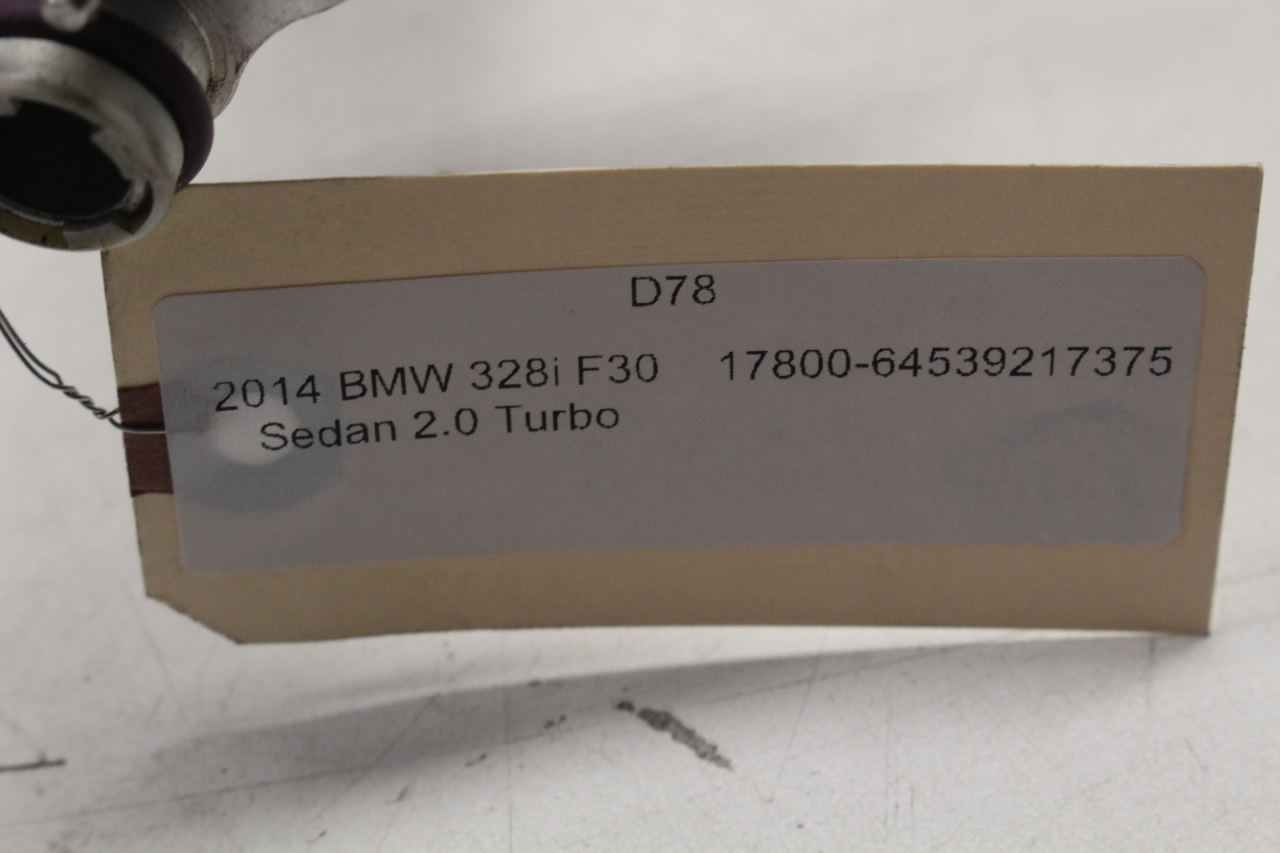 D78
2014 BMW 328i F30 17800-64539217375
Sedan 2.0 Turbo